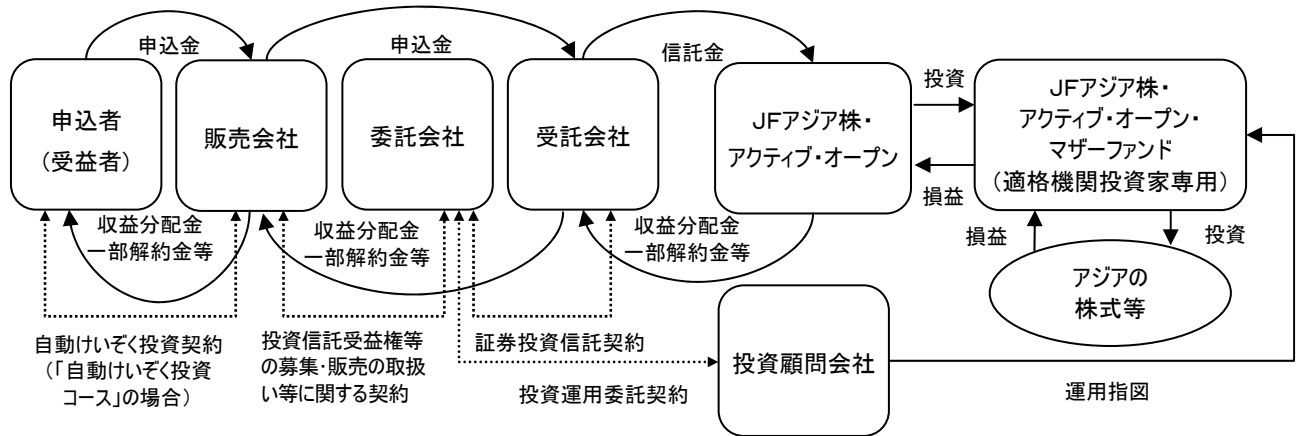 申込金
申込金
信託金
申込者
(受益者)
販売会社
委託会社
受託会社
JFアジア株・
アクティブ・オープン
投資
損益
JFアジア株・
アクティブ・オープン・
マザーファンド
(適格機関投資家専用)
収益分配金
一部解約金等
収益分配金
一部解約金等
収益分配金
一部解約金等
損益
投資
アジアの
株式等
自動けいぞく投資契約
(「自動けいぞく投資
コース」の場合)
投資信託受益権等
の募集・販売の取扱
い等に関する契約
証券投資信託契約
投資運用委託契約
投資顧問会社
運用指図